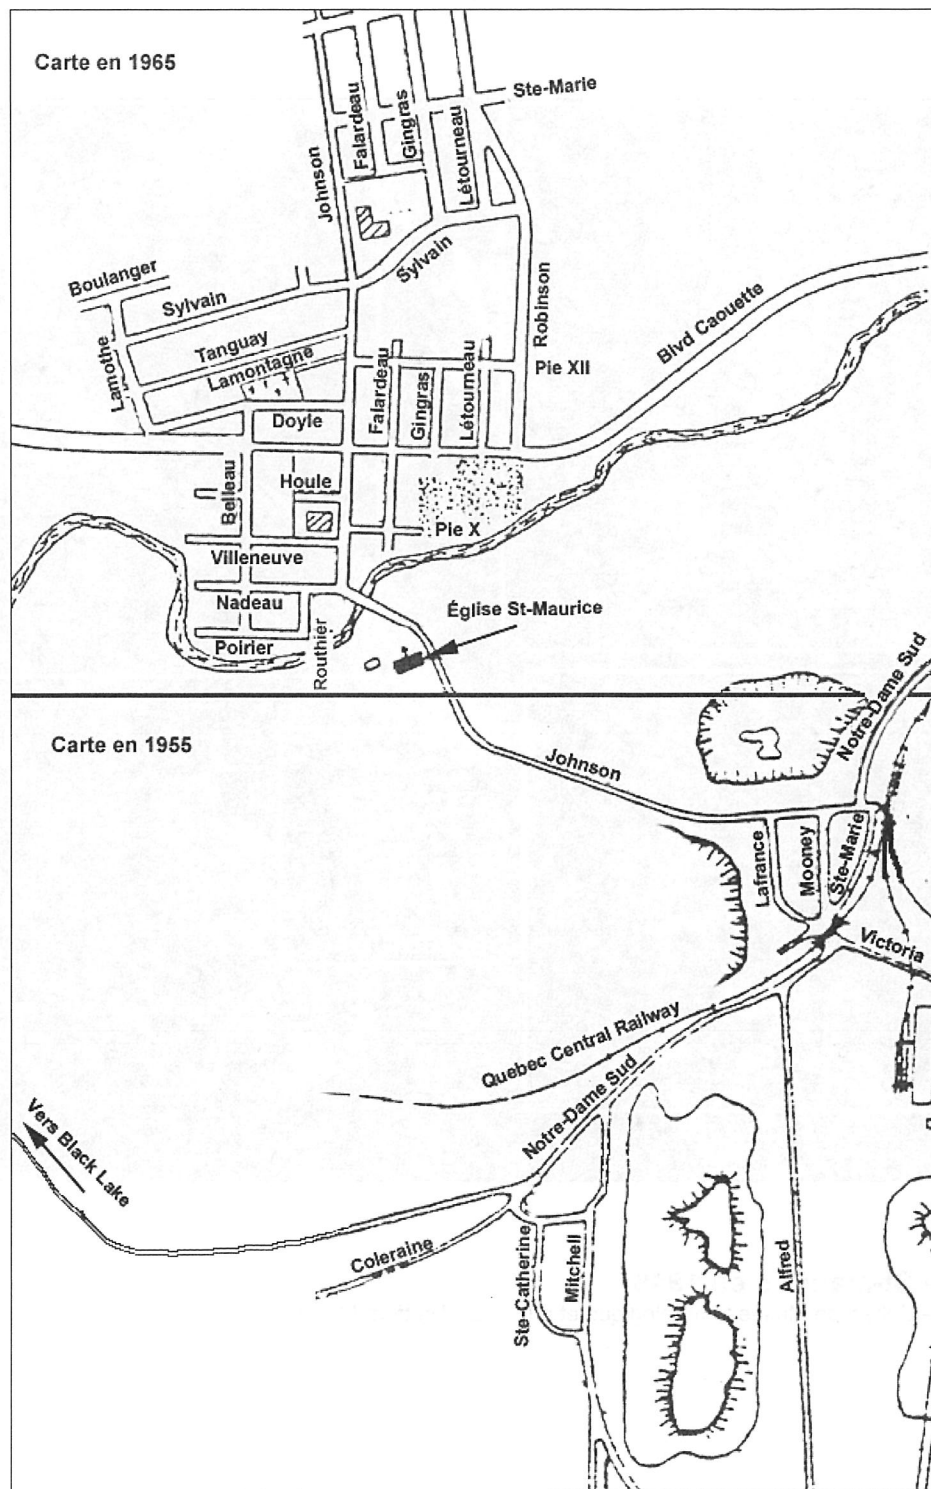 Carte en 1965
Ste-Marie
Falardeau
Gingras
Létourneau
Johnson
Sylvain
Boulanger
Sylvain
Robinson
Blvd Caouette
Tanguay
Lamontagne
Lamothe
Pie XII
Falardeau
Gingras
Létourneau
Doyle
Belleau
Houle
Pie X
Villeneuve
Nadeau
Église St-Maurice
Poirier
Routhier
Notre-Dame Sud
Carte en 1955
Johnson
Lafrance
Mooney
Ste-Marie
Victoria
Quebec Central Railway
Notre-Dame Sud
Vers Black Lake
Coleraine
Ste-Catherine
Mitchell
Alfred